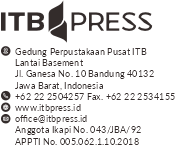 ITB PRESS
Gedung Perpustakaan Pusat ITB
Lantai Basement
Jl. Ganesa No. 10 Bandung 40132
Jawa Barat, Indonesia
+62 22 2504257 Fax. +62 22 2534155
www.itbpress.id
office@itbpress.id
Anggota Ikapi No. 043/JBA/92
APPTI No. 005.062.1.10.2018